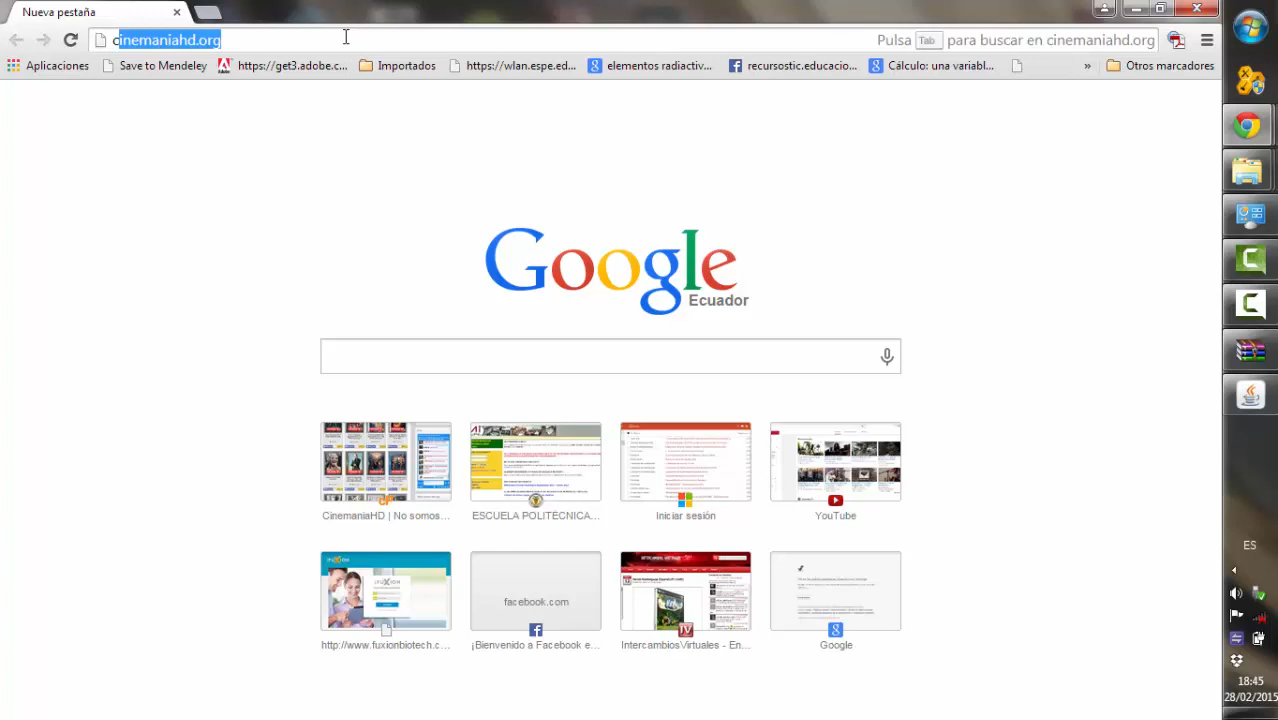 Nueva pestaña
cinemaniahd.org
Pulsa Tab para buscar en cinemaniahd.org
Aplicaciones
Save to Mendeley
https://get3.adobe.c...
Importados
https://wlan.espe.ed...
elementos radiactiv...
recursostic.educacio...
Cálculo: una variabl...
»
Otros marcadores
Google
Ecuador
CinemaniaHD | No somos...
ESCUELA POLITÉCNICA...
Iniciar sesión
YouTube
http://www.fuxionbiotech.c...
facebook.com
¡Bienvenido a Facebook e...
IntercambiosVirtuales - En...
Google
ES
18:45
28/02/2015